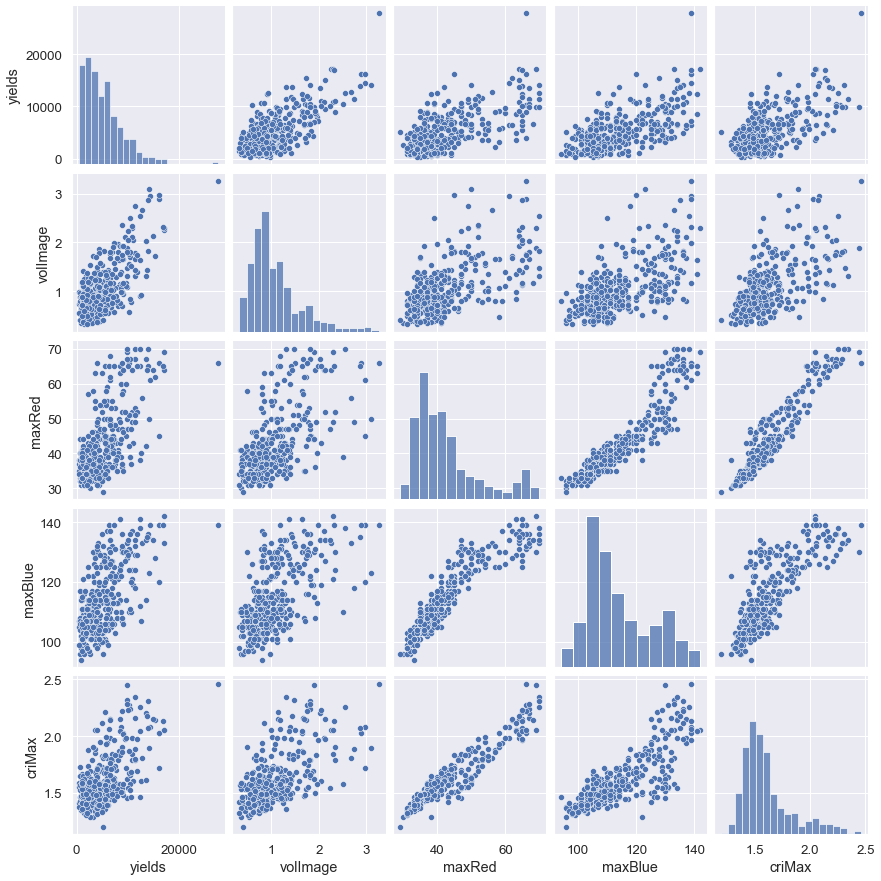 yields
20000
10000
0
volImage
3
2
1
maxRed
70
60
50
40
30
maxBlue
140
120
100
criMax
2.5
2.0
1.5
0 20000 1 2 3 40 60 100 120 140 1.5 2.0 2.5
yields volImage maxRed maxBlue criMax